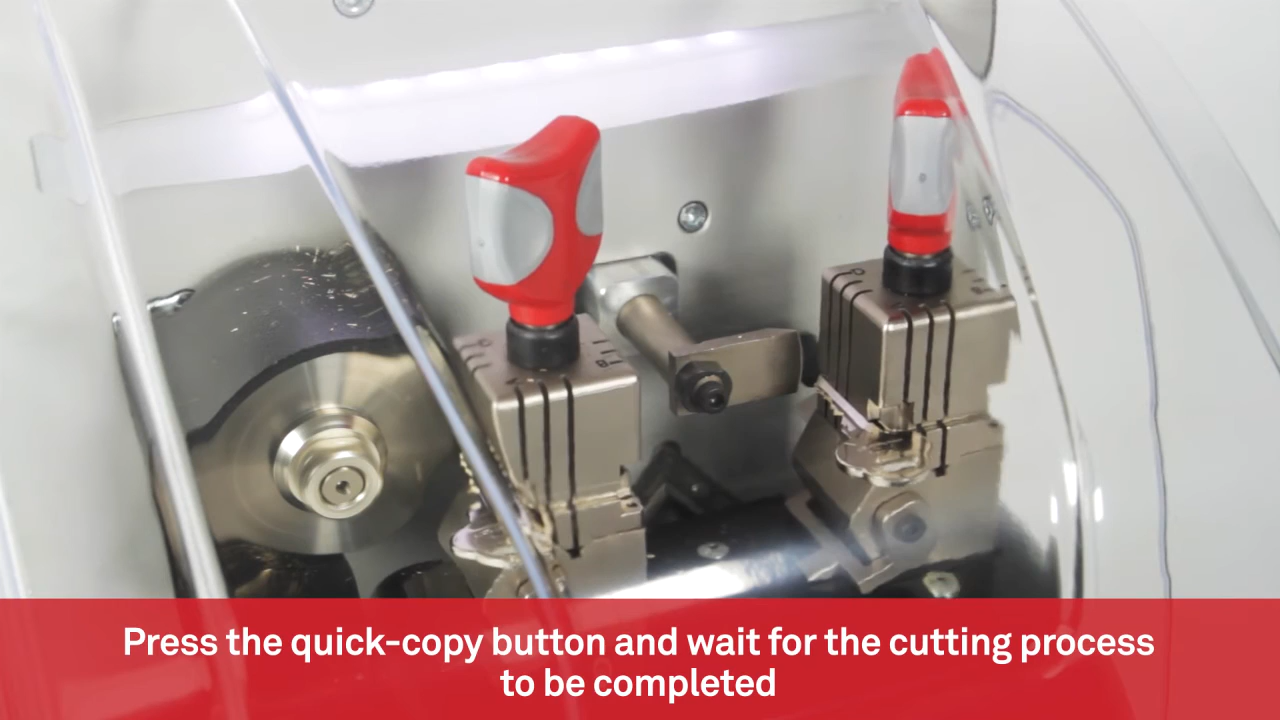 Press the quick-copy button and wait for the cutting process
to be completed